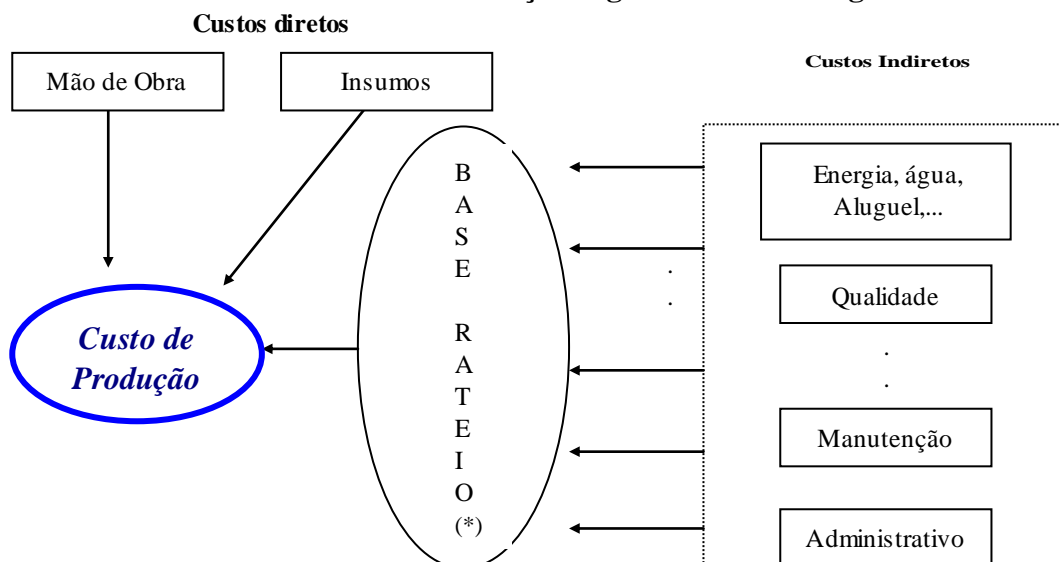 Custos diretos
Mão de Obra
Insumos
Custos Indiretos
B
A
S
E
R
A
T
E
I
O
(*)
Energia, água,
Aluguel,...
Qualidade
Manutenção
Administrativo
Custo de
Produção